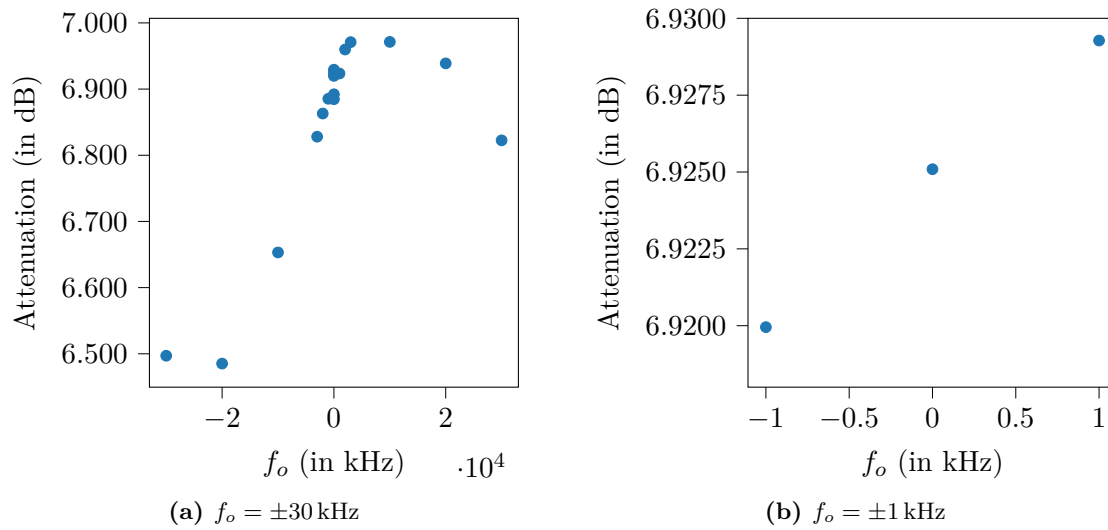 7.000
6.900
6.800
6.700
6.600
6.500
Attenuation (in dB)
−2 0 2
f_o (in kHz) ·10⁴
(a) f_o = ±30 kHz
6.9300
6.9275
6.9250
6.9225
6.9200
Attenuation (in dB)
−1 −0.5 0 0.5 1
f_o (in kHz)
(b) f_o = ±1 kHz